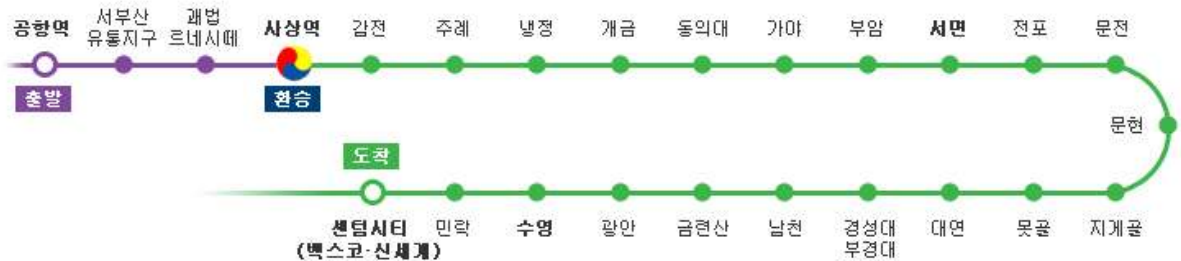 공항역
서부산
유통지구
괘법
르네시떼
사상역
감전
주례
냉정
개금
동의대
가야
부암
서면
전포
문전
출발
환승
문현
도착
센텀시티
(벡스코·신세계)
민락
수영
광안
금련산
남천
경성대
부경대
대연
못골
지게골